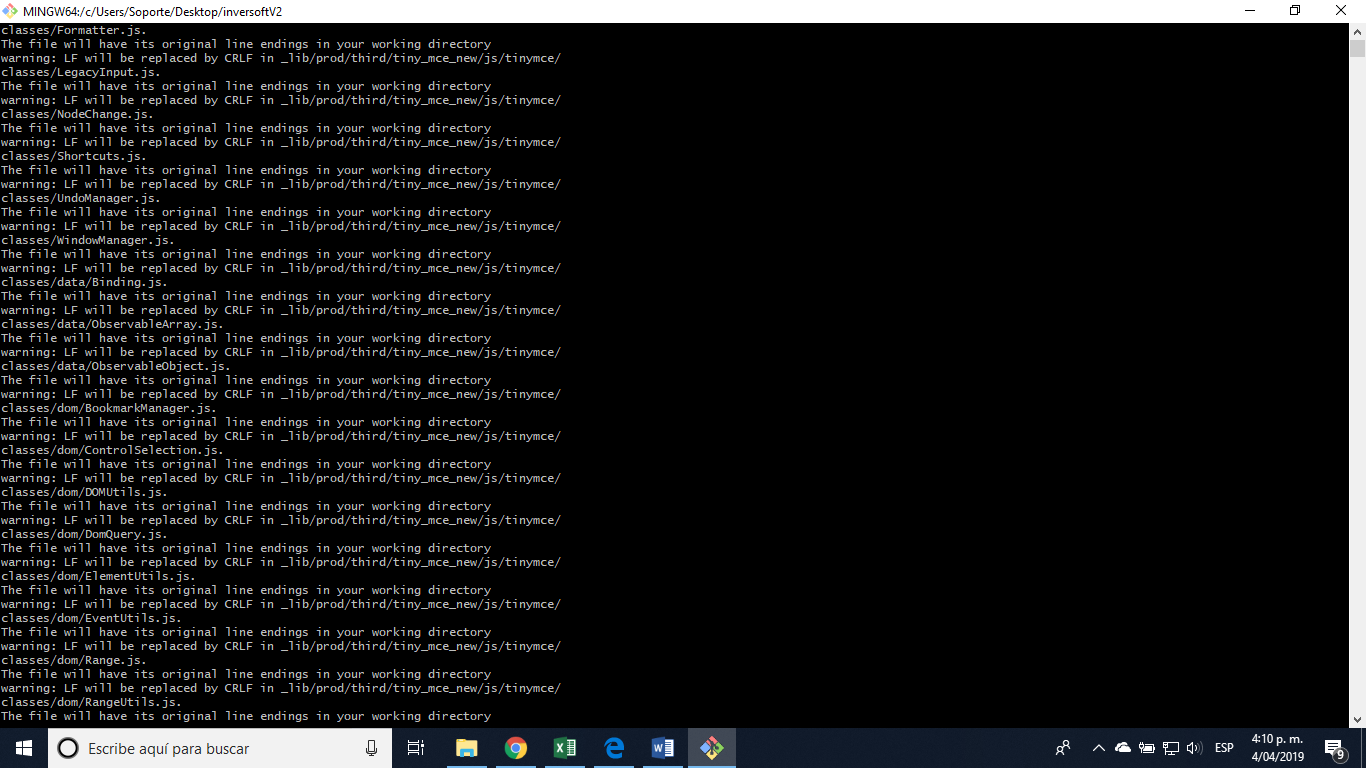 MINGW64:/c/Users/Soporte/Desktop/inversoftV2
classes/Formatter.js.
The file will have its original line endings in your working directory
warning: LF will be replaced by CRLF in _lib/prod/third/tiny_mce_new/js/tinymce/
classes/LegacyInput.js.
The file will have its original line endings in your working directory
warning: LF will be replaced by CRLF in _lib/prod/third/tiny_mce_new/js/tinymce/
classes/NodeChange.js.
The file will have its original line endings in your working directory
warning: LF will be replaced by CRLF in _lib/prod/third/tiny_mce_new/js/tinymce/
classes/Shortcuts.js.
The file will have its original line endings in your working directory
warning: LF will be replaced by CRLF in _lib/prod/third/tiny_mce_new/js/tinymce/
classes/UndoManager.js.
The file will have its original line endings in your working directory
warning: LF will be replaced by CRLF in _lib/prod/third/tiny_mce_new/js/tinymce/
classes/WindowManager.js.
The file will have its original line endings in your working directory
warning: LF will be replaced by CRLF in _lib/prod/third/tiny_mce_new/js/tinymce/
classes/data/Binding.js.
The file will have its original line endings in your working directory
warning: LF will be replaced by CRLF in _lib/prod/third/tiny_mce_new/js/tinymce/
classes/data/ObservableArray.js.
The file will have its original line endings in your working directory
warning: LF will be replaced by CRLF in _lib/prod/third/tiny_mce_new/js/tinymce/
classes/data/ObservableObject.js.
The file will have its original line endings in your working directory
warning: LF will be replaced by CRLF in _lib/prod/third/tiny_mce_new/js/tinymce/
classes/dom/BookmarkManager.js.
The file will have its original line endings in your working directory
warning: LF will be replaced by CRLF in _lib/prod/third/tiny_mce_new/js/tinymce/
classes/dom/ControlSelection.js.
The file will have its original line endings in your working directory
warning: LF will be replaced by CRLF in _lib/prod/third/tiny_mce_new/js/tinymce/
classes/dom/DOMUtils.js.
The file will have its original line endings in your working directory
warning: LF will be replaced by CRLF in _lib/prod/third/tiny_mce_new/js/tinymce/
classes/dom/DomQuery.js.
The file will have its original line endings in your working directory
warning: LF will be replaced by CRLF in _lib/prod/third/tiny_mce_new/js/tinymce/
classes/dom/ElementUtils.js.
The file will have its original line endings in your working directory
warning: LF will be replaced by CRLF in _lib/prod/third/tiny_mce_new/js/tinymce/
classes/dom/EventUtils.js.
The file will have its original line endings in your working directory
warning: LF will be replaced by CRLF in _lib/prod/third/tiny_mce_new/js/tinymce/
classes/dom/Range.js.
The file will have its original line endings in your working directory
warning: LF will be replaced by CRLF in _lib/prod/third/tiny_mce_new/js/tinymce/
classes/dom/RangeUtils.js.
The file will have its original line endings in your working directory
Escribe aquí para buscar
ESP
4:10 p. m.
4/04/2019
9